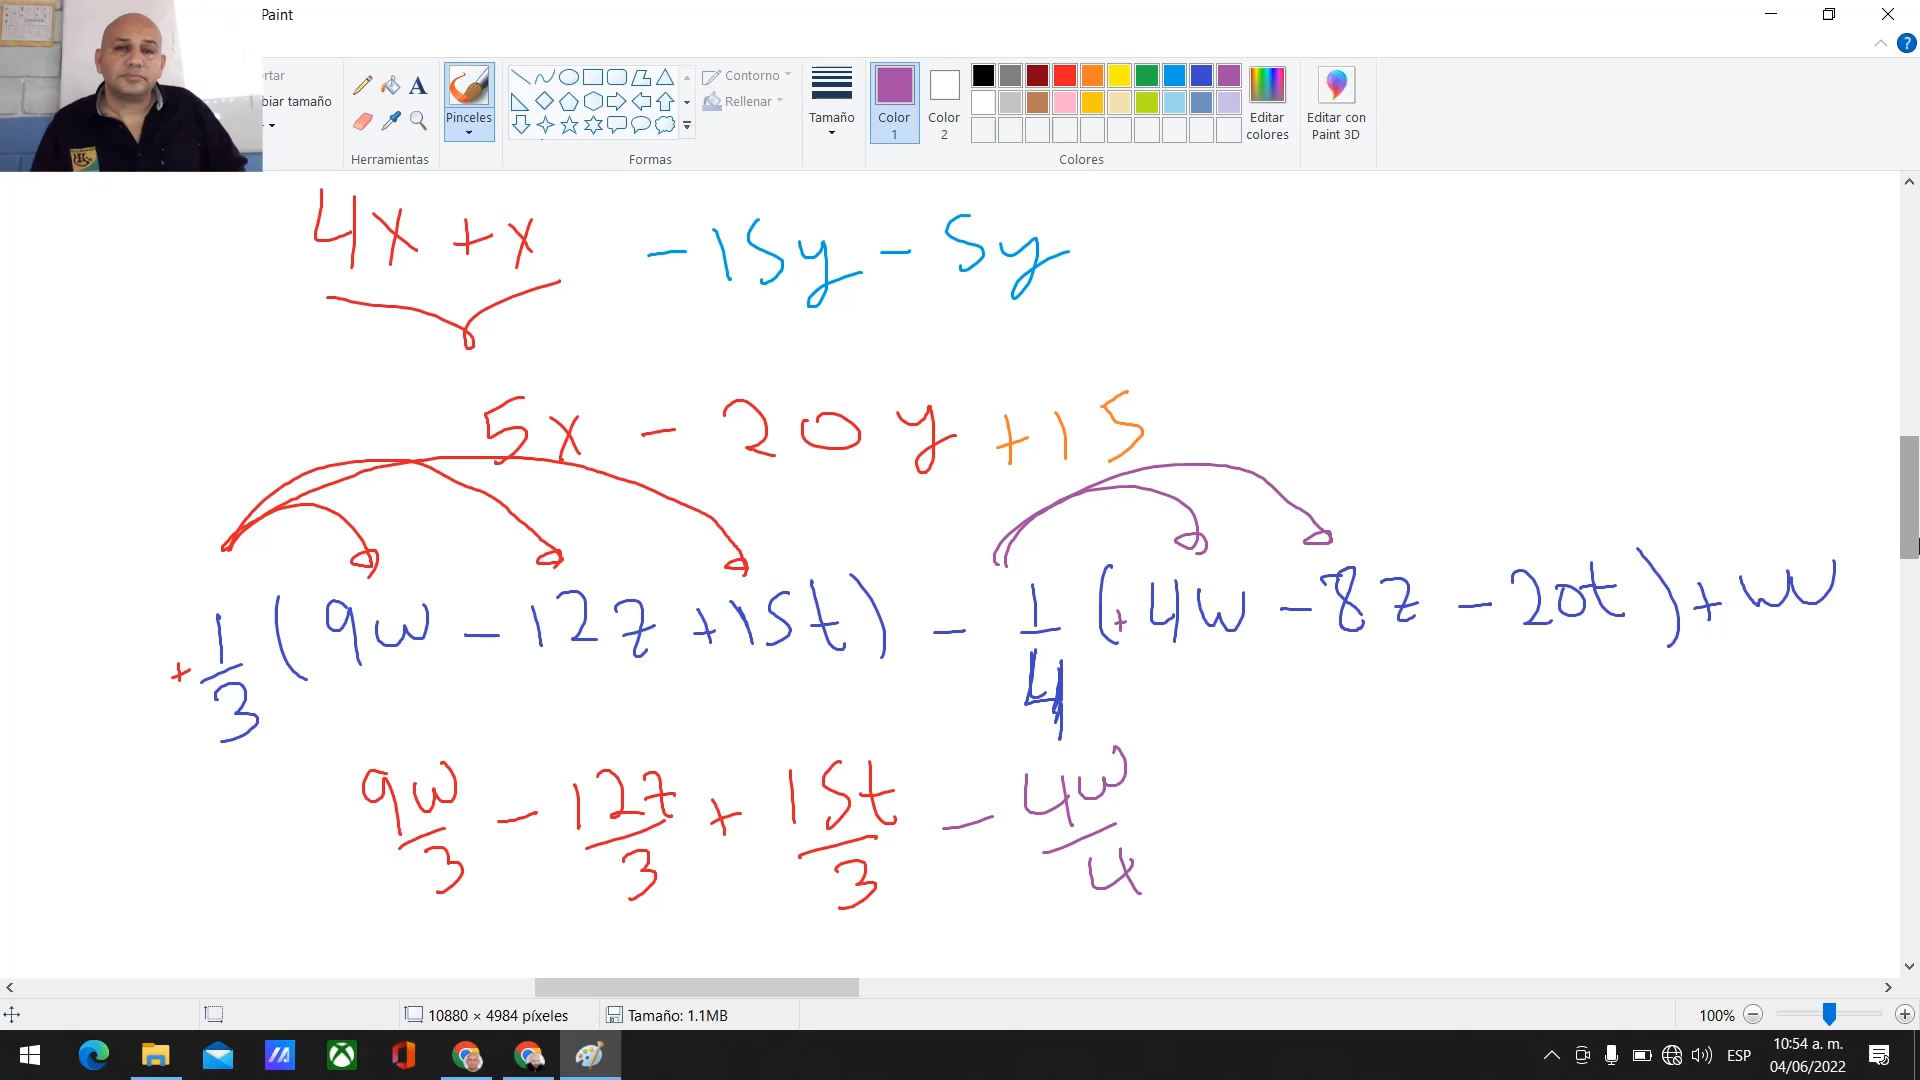 Paint
ortar
biar tamaño
Herramientas
Pinceles
Contorno
Rellenar
Formas
Tamaño
Color 1
Color 2
Editar colores
Editar con Paint 3D
Colores
4x + x - 15y - 5y
5x - 20y + 15
+ 1/3 (9w - 12z + 15t) - 1/4 (+4w - 8z - 20t) + w
9w/3 - 12z/3 + 15t/3 - 4w/4
10880 × 4984 píxeles
Tamaño: 1.1MB
100%
ESP
10:54 a. m.
04/06/2022